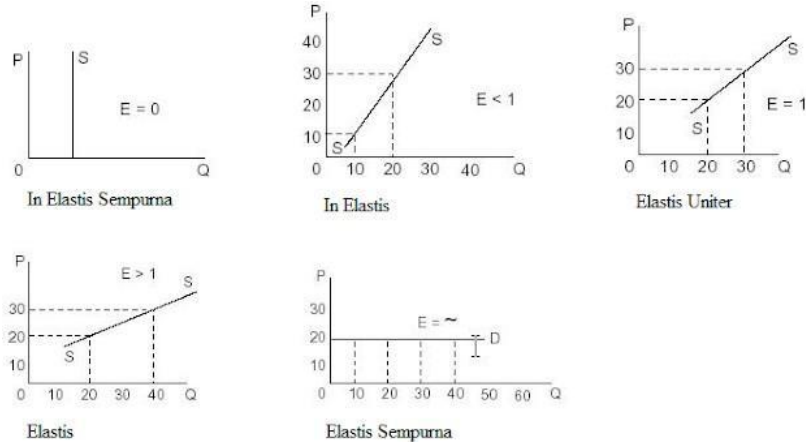 P
S
E = 0
0
Q
In Elastis Sempurna
P
40
30
20
10
0
10
20
30
40
Q
S
S
E < 1
In Elastis
P
30
20
10
0
10
20
30
40
Q
S
S
E = 1
Elastis Uniter
P
30
20
10
0
10
20
30
40
50
Q
S
S
E > 1
Elastis
P
30
20
10
0
10
20
30
40
50
60
Q
E = ~
D
Elastis Sempurna